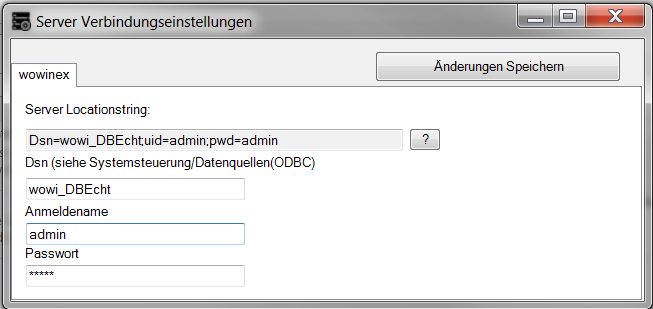 Server Verbindungseinstellungen
wowinex
Änderungen Speichern
Server Locationstring:
Dsn=wowi_DBEcht;uid=admin;pwd=admin
?
Dsn (siehe Systemsteuerung/Datenquellen(ODBC)
wowi_DBEcht
Anmeldename
admin
Passwort
*****